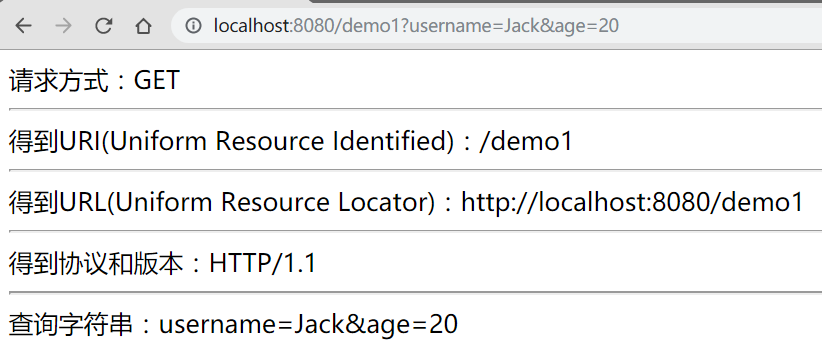 localhost:8080/demo1?username=Jack&age=20
请求方式：GET
得到URI(Uniform Resource Identified)：/demo1
得到URL(Uniform Resource Locator)：http://localhost:8080/demo1
得到协议和版本：HTTP/1.1
查询字符串：username=Jack&age=20